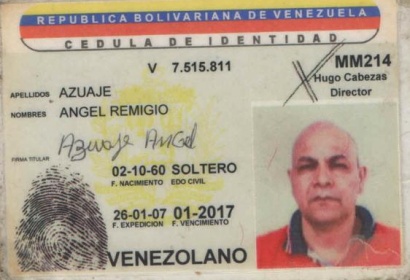 REPUBLICA BOLIVARIANA DE VENEZUELA
CEDULA DE IDENTIDAD
V 7.515.811
MM214
Hugo Cabezas
Director
APELLIDOS AZUAJE
NOMBRES ANGEL REMIGIO
Azuaje Angel
FIRMA TITULAR
02-10-60 SOLTERO
F. NACIMIENTO EDO CIVIL
26-01-07 01-2017
F. EXPEDICION F. VENCIMIENTO
VENEZOLANO